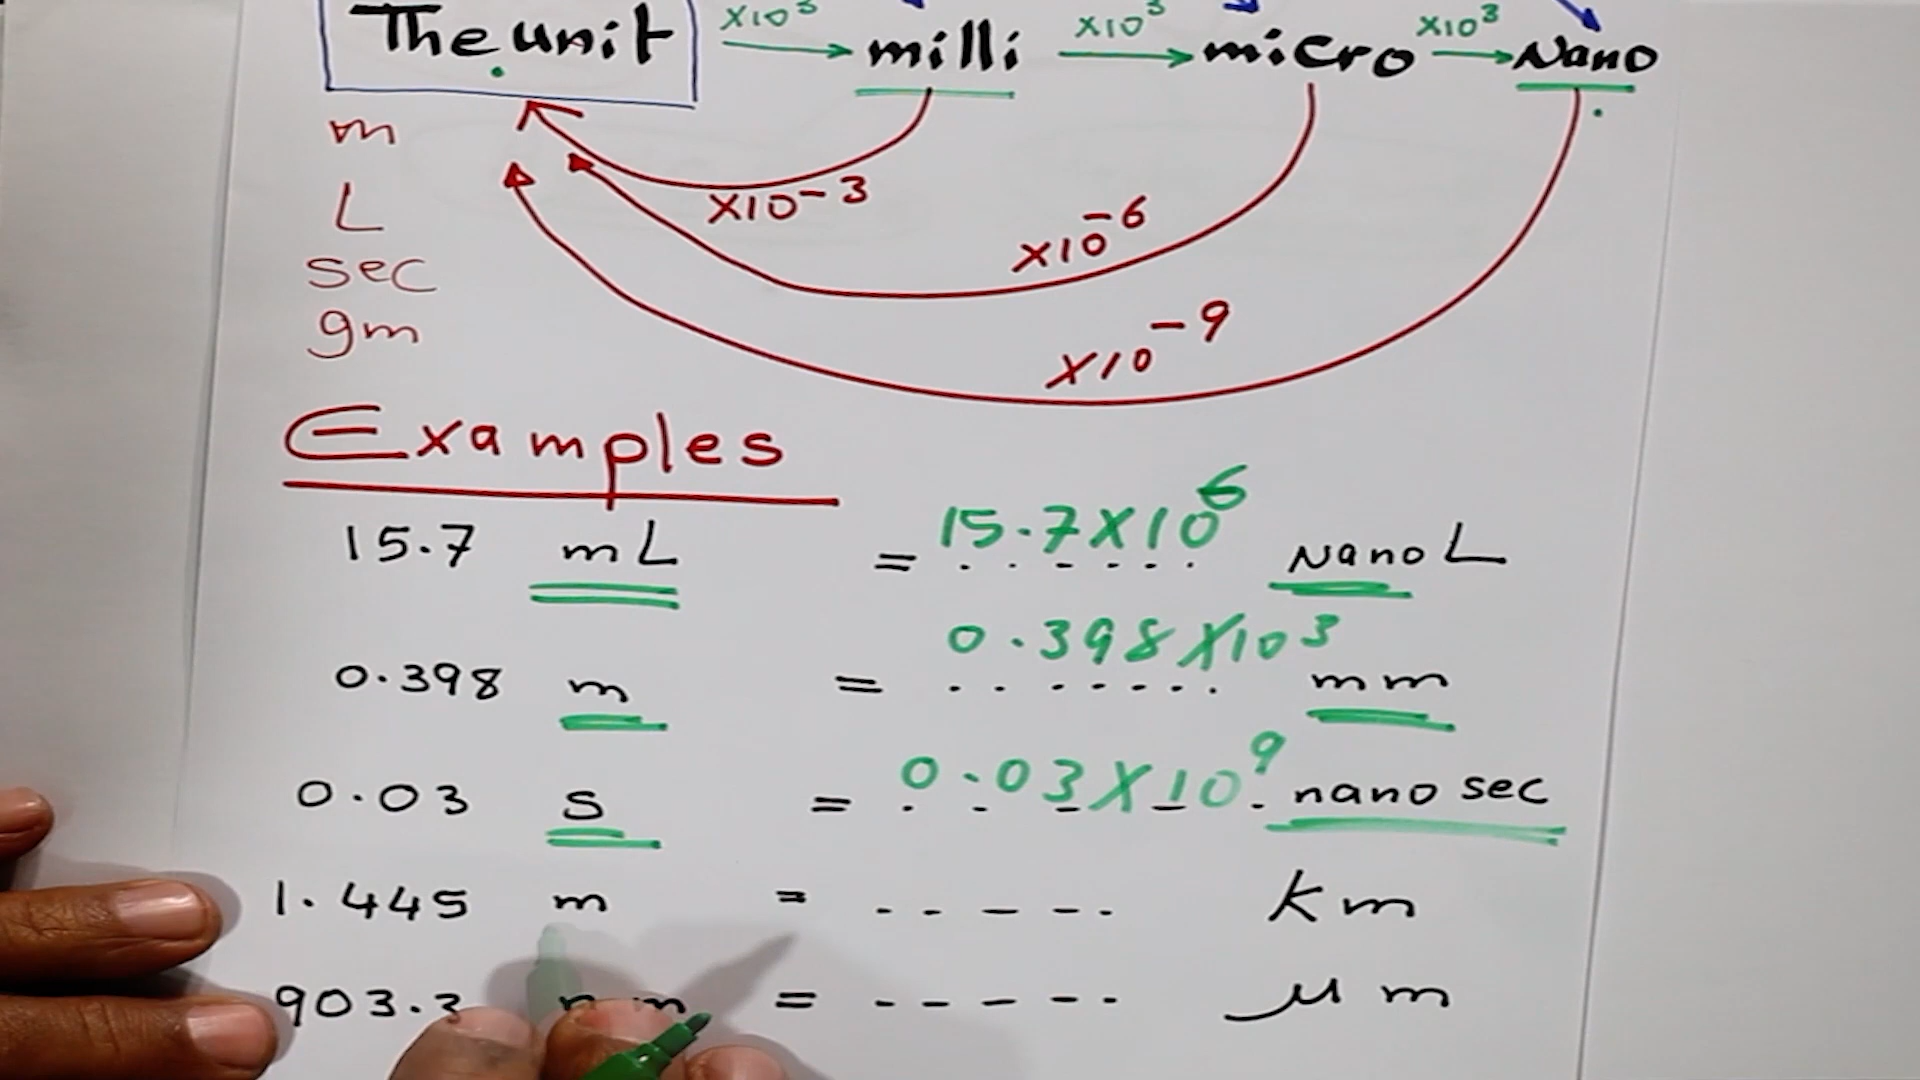 The unit ×10³ milli ×10³ micro ×10³ Nano
m
L
sec
gm
×10⁻³
×10⁻⁶
×10⁻⁹
Examples
15.7 mL = 15.7×10⁶ Nano L
0.398 m = 0.398×10³ mm
0.03 s = 0.03×10⁹ nano sec
1.445 m = ----- km
903.3 nm = ----- μm